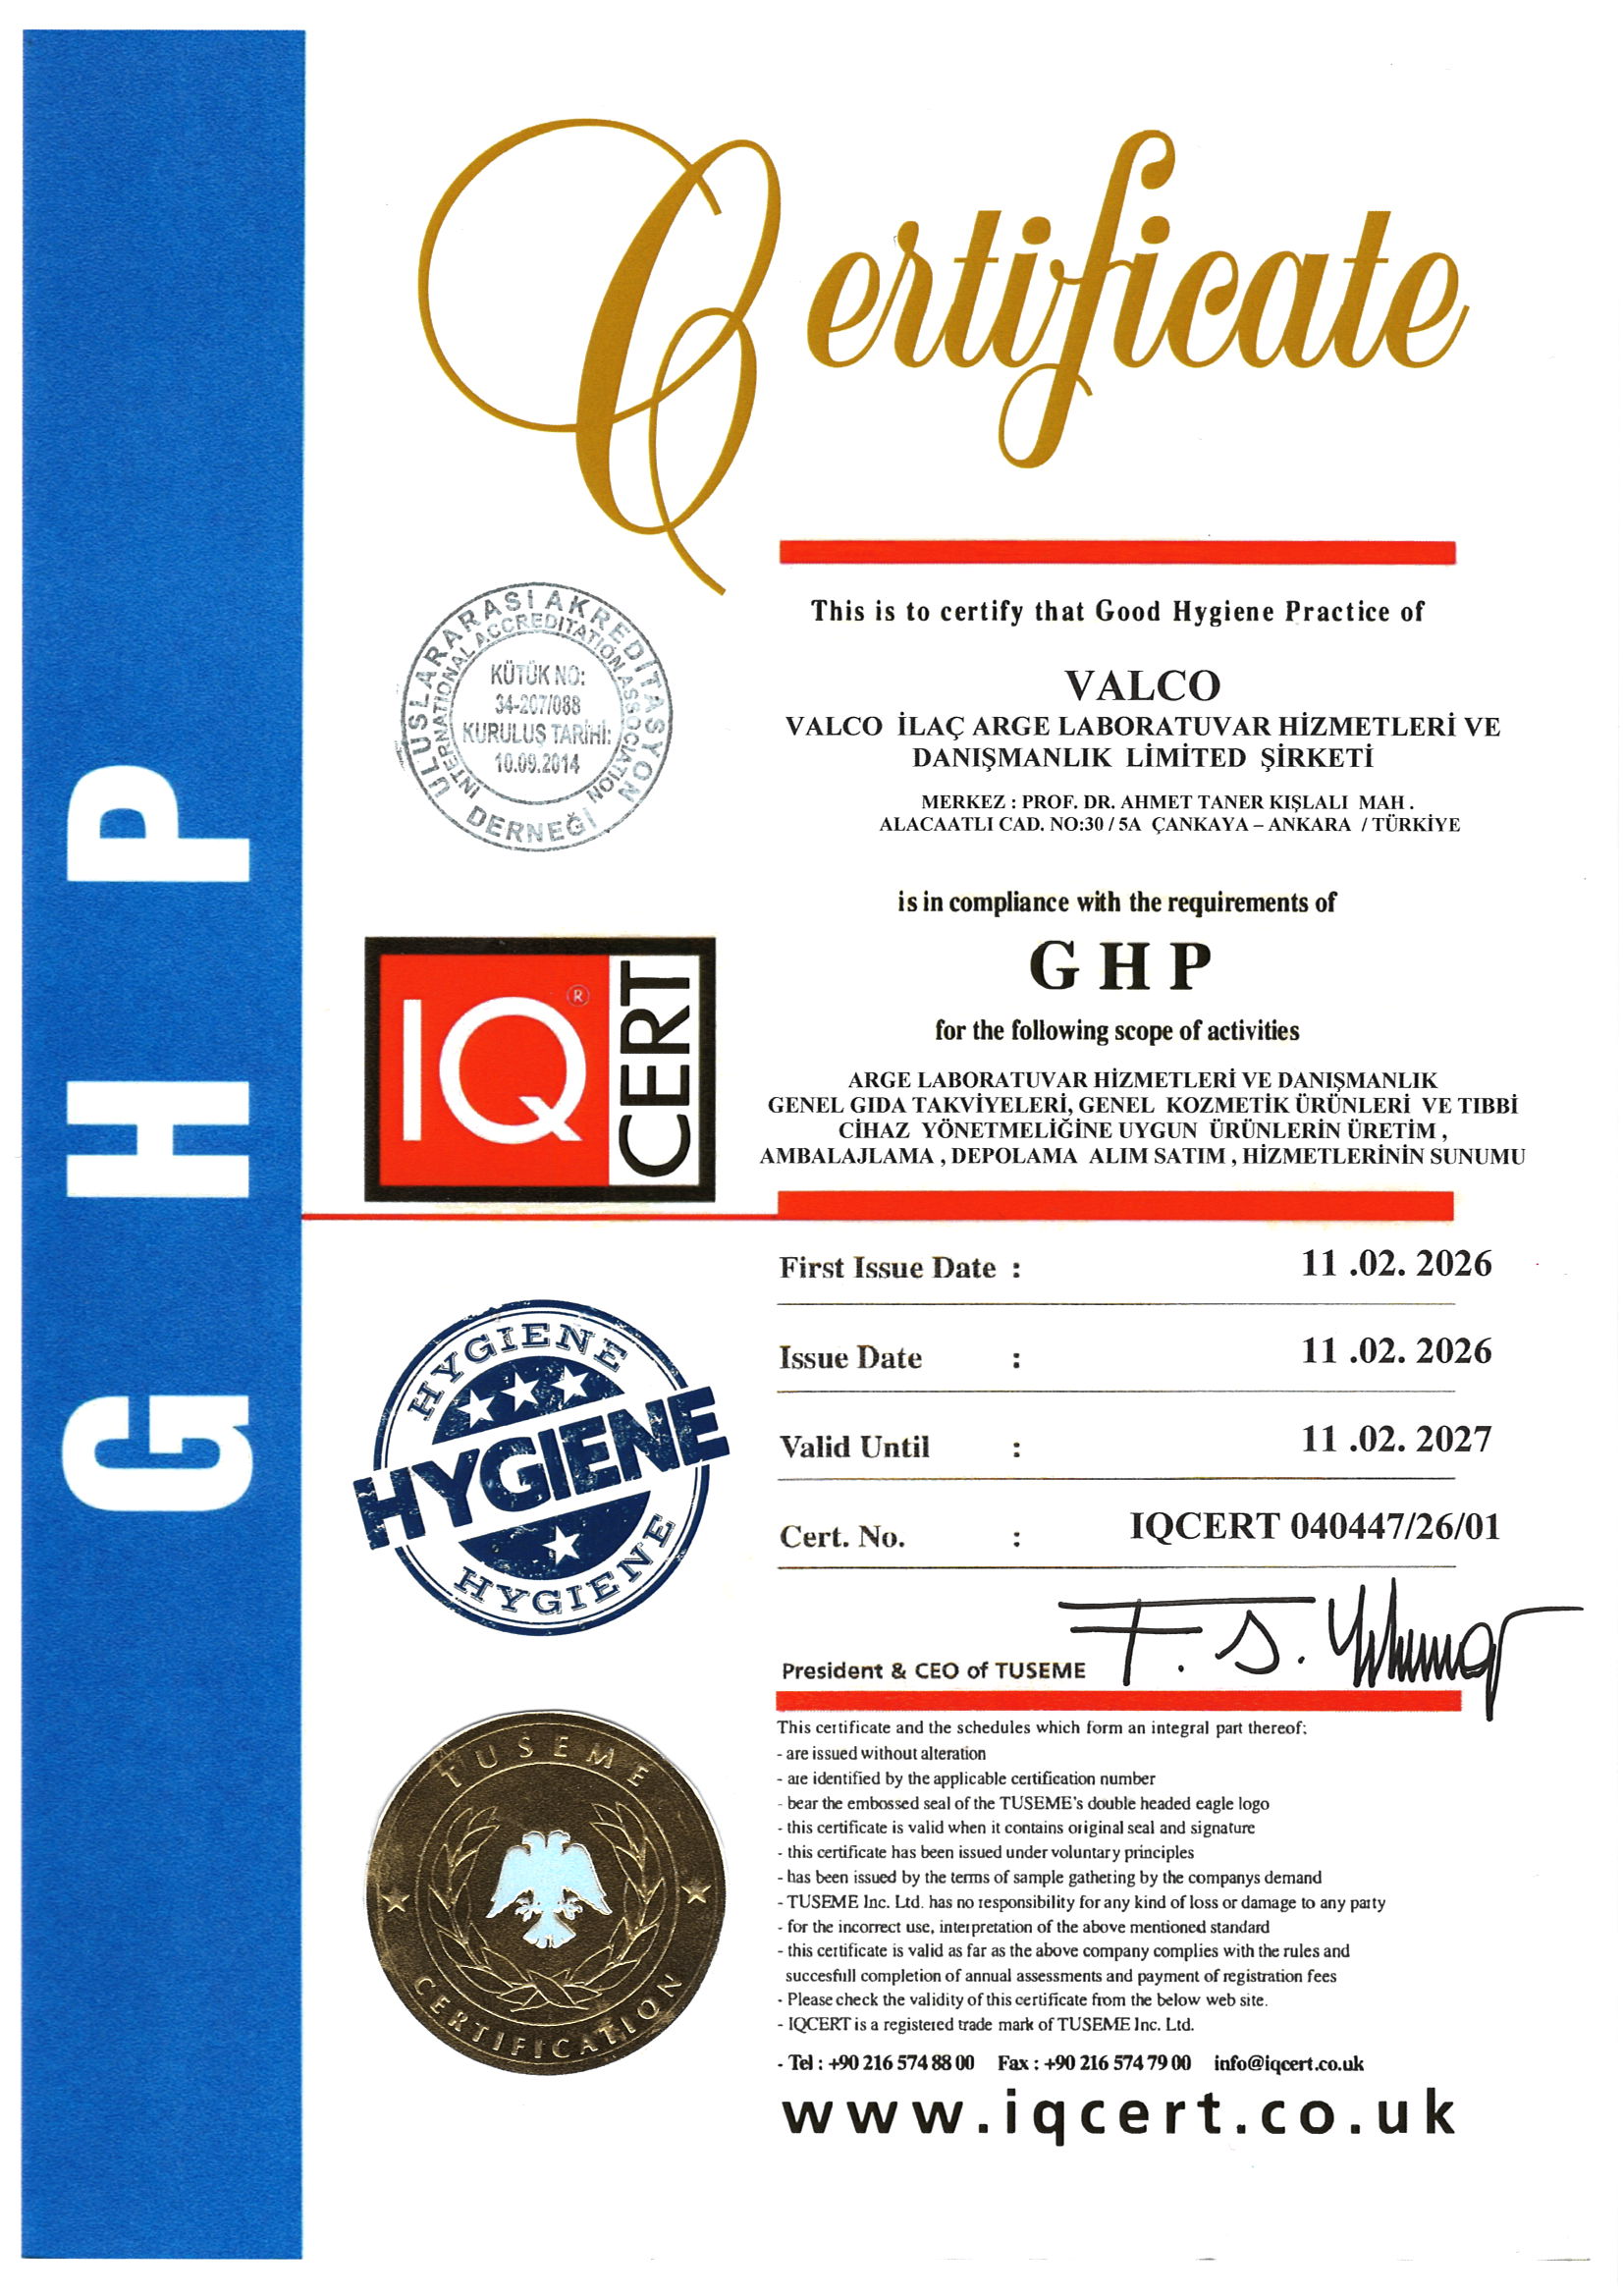 Certificate
This is to certify that Good Hygiene Practice of
VALCO
VALCO İLAÇ ARGE LABORATUVAR HİZMETLERİ VE
DANIŞMANLIK LİMİTED ŞİRKETİ
MERKEZ : PROF. DR. AHMET TANER KIŞLALI MAH .
ALACAATLI CAD. NO:30 / 5A ÇANKAYA – ANKARA / TÜRKİYE
is in compliance with the requirements of
G H P
for the following scope of activities
ARGE LABORATUVAR HİZMETLERİ VE DANIŞMANLIK
GENEL GIDA TAKVİYELERİ, GENEL KOZMETİK ÜRÜNLERİ VE TIBBİ
CİHAZ YÖNETMELİĞİNE UYGUN ÜRÜNLERİN ÜRETİM ,
AMBALAJLAMA , DEPOLAMA ALIM SATIM , HİZMETLERİNİN SUNUMU
First Issue Date : 11 .02. 2026
Issue Date : 11 .02. 2026
Valid Until : 11 .02. 2027
Cert. No. : IQCERT 040447/26/01
President & CEO of TUSEME
This certificate and the schedules which form an integral part thereof;
- are issued without alteration
- are identified by the applicable certification number
- bear the embossed seal of the TUSEME's double headed eagle logo
- this certificate is valid when it contains original seal and signature
- this certificate has been issued under voluntary principles
- has been issued by the terms of sample gathering by the companys demand
- TUSEME Inc. Ltd. has no responsibility for any kind of loss or damage to any party
- for the incorrect use, interpretation of the above mentioned standard
- this certificate is valid as far as the above company complies with the rules and
succesfull completion of annual assessments and payment of registration fees
- Please check the validity of this certificate from the below web site.
- IQCERT is a registered trade mark of TUSEME Inc. Ltd.
- Tel : +90 216 574 88 00 Fax : +90 216 574 79 00 info@iqcert.co.uk
www.iqcert.co.uk
GHP
ULUSLARARASI AKREDİTASYON
DERNEĞİ
INTERNATIONAL ACCREDITATION ASSOCIATION
KÜTÜK NO:
34-207/088
KURULUŞ TARİHİ:
10.09.2014
IQ ®
CERT
HYGIENE
HYGIENE
HYGIENE
TUSEME
CERTIFICATION